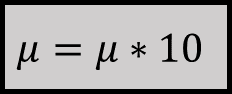 μ = μ * 10